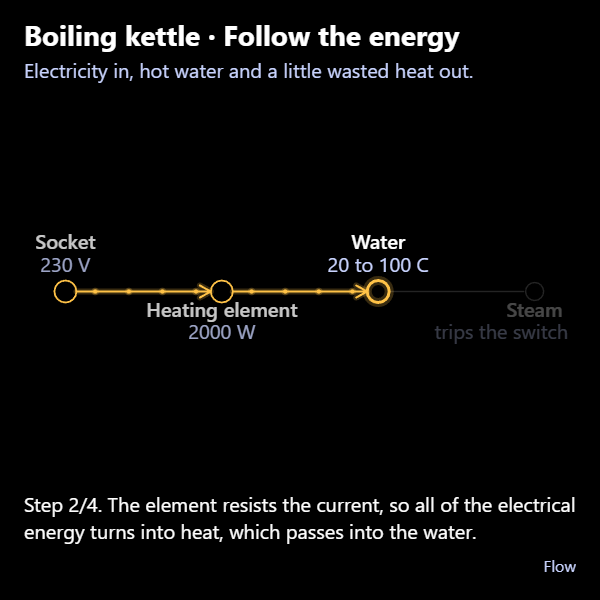 Boiling kettle · Follow the energy
Electricity in, hot water and a little wasted heat out.
Socket
230 V
Water
20 to 100 C
Heating element
2000 W
Steam
trips the switch
Step 2/4. The element resists the current, so all of the electrical
energy turns into heat, which passes into the water.
Flow